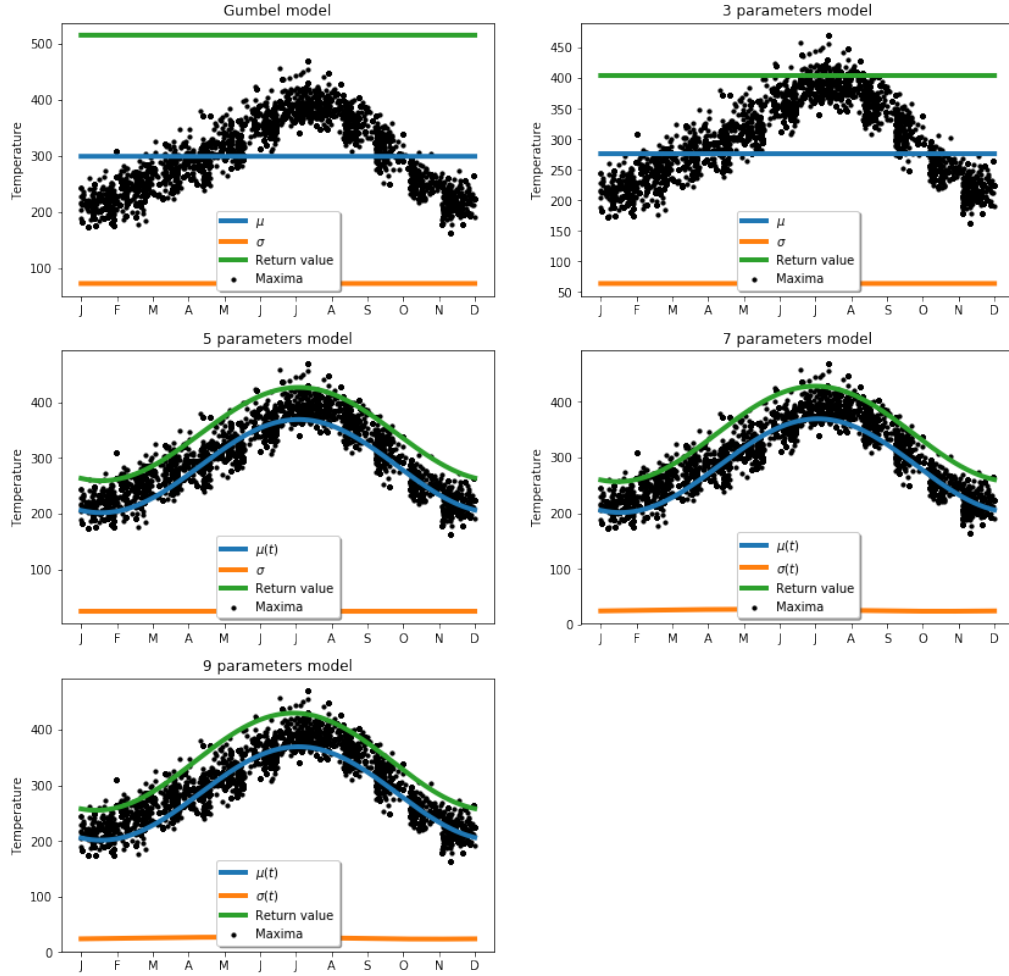 Gumbel model
Temperature
500
400
300
200
100
μ
σ
Return value
Maxima
J F M A M J J A S O N D
3 parameters model
Temperature
450
400
350
300
250
200
150
100
50
μ
σ
Return value
Maxima
J F M A M J J A S O N D
5 parameters model
Temperature
400
300
200
100
μ(t)
σ
Return value
Maxima
J F M A M J J A S O N D
7 parameters model
Temperature
400
300
200
100
0
μ(t)
σ(t)
Return value
Maxima
J F M A M J J A S O N D
9 parameters model
Temperature
400
300
200
100
0
μ(t)
σ(t)
Return value
Maxima
J F M A M J J A S O N D